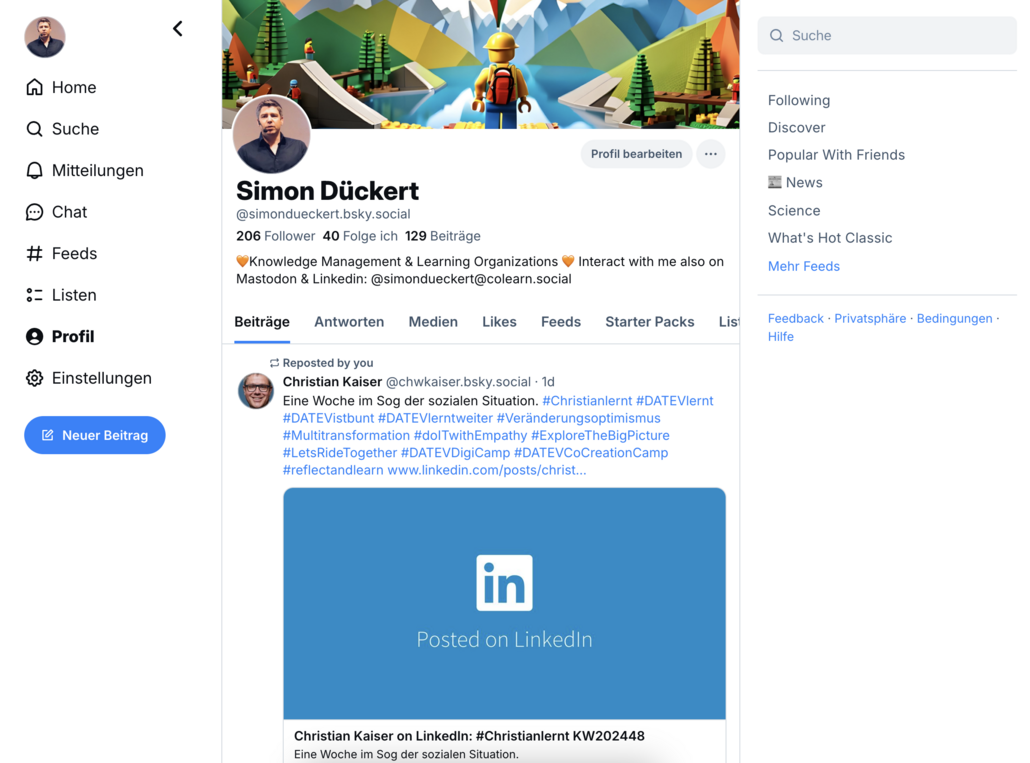 Home
Suche
Mitteilungen
Chat
Feeds
Listen
Profil
Einstellungen
Neuer Beitrag
Profil bearbeiten
Simon Dückert
@simondueckert.bsky.social
206 Follower 40 Folge ich 129 Beiträge
🧡Knowledge Management & Learning Organizations 🧡 Interact with me also on
Mastodon & Linkedin: @simondueckert@colearn.social
Beiträge Antworten Medien Likes Feeds Starter Packs List
Reposted by you
Christian Kaiser @chwkaiser.bsky.social · 1d
Eine Woche im Sog der sozialen Situation. #Christianlernt #DATEVlernt
#DATEVistbunt #DATEVlerntweiter #Veränderungsoptimismus
#Multitransformation #doITwithEmpathy #ExploreTheBigPicture
#LetsRideTogether #DATEVDigiCamp #DATEVCoCreationCamp
#reflectandlearn www.linkedin.com/posts/christ...
in
Posted on LinkedIn
Christian Kaiser on LinkedIn: #Christianlernt KW202448
Eine Woche im Sog der sozialen Situation.
Suche
Following
Discover
Popular With Friends
📰 News
Science
What's Hot Classic
Mehr Feeds
Feedback · Privatsphäre · Bedingungen ·
Hilfe